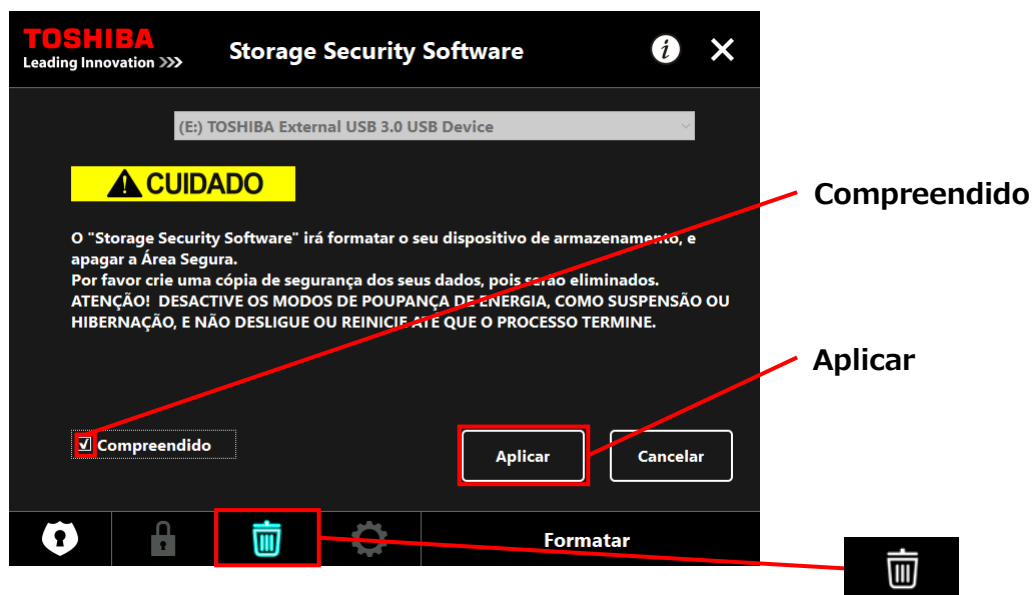 TOSHIBA
Leading Innovation >>>
Storage Security Software
(E:) TOSHIBA External USB 3.0 USB Device
CUIDADO
O "Storage Security Software" irá formatar o seu dispositivo de armazenamento, e
apagar a Área Segura.
Por favor crie uma cópia de segurança dos seus dados, pois serão eliminados.
ATENÇÃO! DESACTIVE OS MODOS DE POUPANÇA DE ENERGIA, COMO SUSPENSÃO OU
HIBERNAÇÃO, E NÃO DESLIGUE OU REINICIE ATÉ QUE O PROCESSO TERMINE.
Compreendido
Aplicar
Cancelar
Formatar
Compreendido
Aplicar